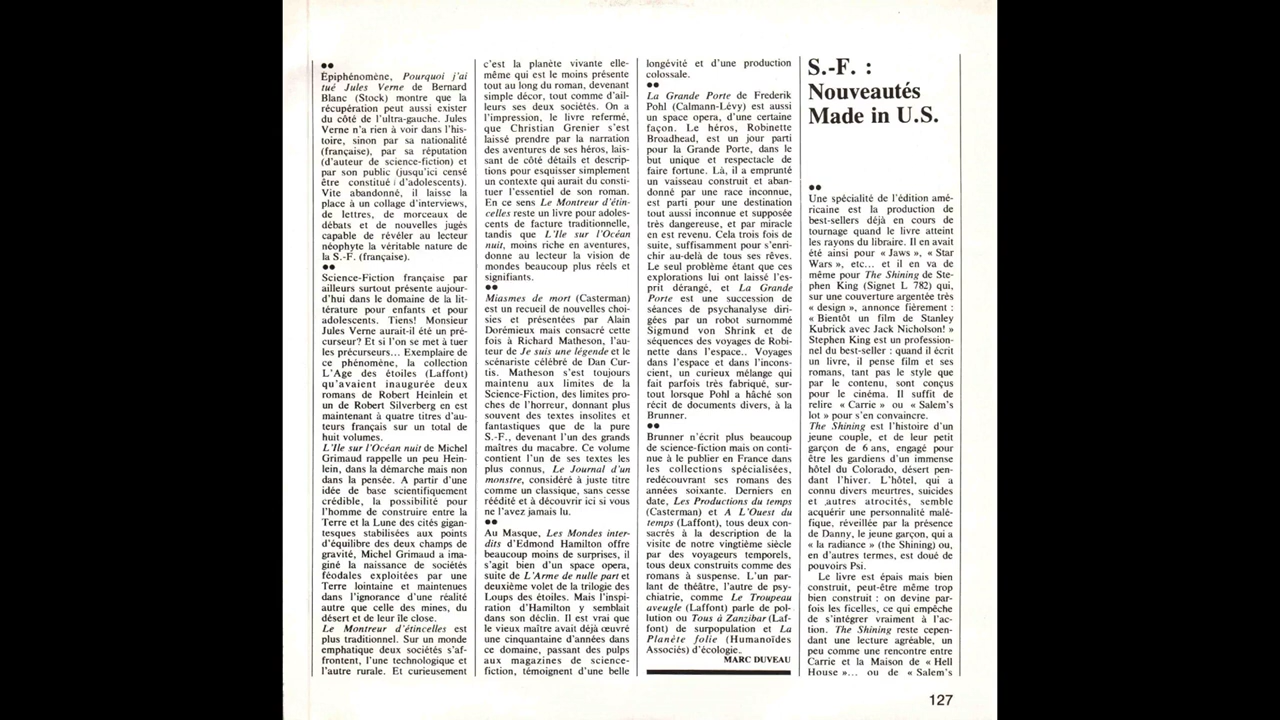 ●●
Épiphénomène, Pourquoi j'ai
tué Jules Verne de Bernard
Blanc (Stock) montre que la
récupération peut aussi exister
du côté de l'ultra-gauche. Jules
Verne n'a rien à voir dans l'his-
toire, sinon par sa nationalité
(française), par sa réputation
(d'auteur de science-fiction) et
par son public (jusqu'ici censé
être constitué d'adolescents).
Vite abandonné, il laisse la
place à un collage d'interviews,
de lettres, de morceaux de
débats et de nouvelles jugés
capable de révéler au lecteur
néophyte la véritable nature de
la S.-F. (française).
●●
Science-Fiction française par
ailleurs surtout présente aujour-
d'hui dans le domaine de la lit-
térature pour enfants et pour
adolescents. Tiens! Monsieur
Jules Verne aurait-il été un pré-
curseur? Et si l'on se met à tuer
les précurseurs... Exemplaire de
ce phénomène, la collection
L'Age des étoiles (Laffont)
qu'avaient inaugurée deux
romans de Robert Heinlein et
un de Robert Silverberg en est
maintenant à quatre titres d'au-
teurs français sur un total de
huit volumes.
L'Ile sur l'Océan nuit de Michel
Grimaud rappelle un peu Hein-
lein, dans la démarche mais non
dans la pensée. A partir d'une
idée de base scientifiquement
crédible, la possibilité pour
l'homme de construire entre la
Terre et la Lune des cités gigan-
tesques stabilisées aux points
d'équilibre des deux champs de
gravité, Michel Grimaud a ima-
giné la naissance de sociétés
féodales exploitées par une
Terre lointaine et maintenues
dans l'ignorance d'une réalité
autre que celle des mines, du
désert et de leur île close.
Le Montreur d'étincelles est
plus traditionnel. Sur un monde
emphatique deux sociétés s'af-
frontent, l'une technologique et
l'autre rurale. Et curieusement
c'est la planète vivante elle-
même qui est le moins présente
tout au long du roman, devenant
simple décor, tout comme d'ail-
leurs ses deux sociétés. On a
l'impression, le livre refermé,
que Christian Grenier s'est
laissé prendre par la narration
des aventures de ses héros, lais-
sant de côté détails et descrip-
tions pour esquisser simplement
un contexte qui aurait du consti-
tuer l'essentiel de son roman.
En ce sens Le Montreur d'étin-
celles reste un livre pour adoles-
cents de facture traditionnelle,
tandis que L'Ile sur l'Océan
nuit, moins riche en aventures,
donne au lecteur la vision de
mondes beaucoup plus réels et
signifiants.
●●
Miasmes de mort (Casterman)
est un recueil de nouvelles choi-
sies et présentées par Alain
Dorémieux mais consacré cette
fois à Richard Matheson, l'au-
teur de Je suis une légende et le
scénariste célébré de Dan Cur-
tis. Matheson s'est toujours
maintenu aux limites de la
Science-Fiction, des limites pro-
ches de l'horreur, donnant plus
souvent des textes insolites et
fantastiques que de la pure
S.-F., devenant l'un des grands
maîtres du macabre. Ce volume
contient l'un de ses textes les
plus connus, Le Journal d'un
monstre, considéré à juste titre
comme un classique, sans cesse
réédité et à découvrir ici si vous
ne l'avez jamais lu.
●●
Au Masque, Les Mondes inter-
dits d'Edmond Hamilton offre
beaucoup moins de surprises, il
s'agit bien d'un space opera,
suite de L'Arme de nulle part et
deuxième volet de la trilogie des
Loups des étoiles. Mais l'inspi-
ration d'Hamilton y semblait
dans son déclin. Il est vrai que
le vieux maître avait déjà œuvré
une cinquantaine d'années dans
ce domaine, passant des pulps
aux magazines de science-
fiction, témoignent d'une belle
longévité et d'une production
colossale.
●●
La Grande Porte de Frederik
Pohl (Calmann-Lévy) est aussi
un space opera, d'une certaine
façon. Le héros, Robinette
Broadhead, est un jour parti
pour la Grande Porte, dans le
but unique et respectacle de
faire fortune. Là, il a emprunté
un vaisseau construit et aban-
donné par une race inconnue,
est parti pour une destination
tout aussi inconnue et supposée
très dangereuse, et par miracle
en est revenu. Cela trois fois de
suite, suffisamment pour s'enri-
chir au-delà de tous ses rêves.
Le seul problème étant que ces
explorations lui ont laissé l'es-
prit dérangé, et La Grande
Porte est une succession de
séances de psychanalyse diri-
gées par un robot surnommé
Sigmund von Shrink et de
séquences des voyages de Robi-
nette dans l'espace.. Voyages
dans l'espace et dans l'incons-
cient, un curieux mélange qui
fait parfois très fabriqué, sur-
tout lorsque Pohl a hâché son
récit de documents divers, à la
Brunner.
●●
Brunner n'écrit plus beaucoup
de science-fiction mais on conti-
nue à le publier en France dans
les collections spécialisées,
redécouvrant ses romans des
années soixante. Derniers en
date, Les Productions du temps
(Casterman) et A L'Ouest du
temps (Laffont), tous deux con-
sacrés à la description de la
visite de notre vingtième siècle
par des voyageurs temporels,
tous deux construits comme des
romans à suspense. L'un par-
lant de théâtre, l'autre de psy-
chiatrie, comme Le Troupeau
aveugle (Laffont) parle de pol-
lution ou Tous à Zanzibar (Laf-
font) de surpopulation et La
Planète folie (Humanoïdes
Associés) d'écologie.
MARC DUVEAU
S.-F. :
Nouveautés
Made in U.S.
●●
Une spécialité de l'édition amé-
ricaine est la production de
best-sellers déjà en cours de
tournage quand le livre atteint
les rayons du libraire. Il en avait
été ainsi pour « Jaws », « Star
Wars », etc... et il en va de
même pour The Shining de Ste-
phen King (Signet L 782) qui,
sur une couverture argentée très
« design », annonce fièrement :
« Bientôt un film de Stanley
Kubrick avec Jack Nicholson! »
Stephen King est un profession-
nel du best-seller : quand il écrit
un livre, il pense film et ses
romans, tant pas le style que
par le contenu, sont conçus
pour le cinéma. Il suffit de
relire « Carrie » ou « Salem's
lot » pour s'en convaincre.
The Shining est l'histoire d'un
jeune couple, et de leur petit
garçon de 6 ans, engagé pour
être les gardiens d'un immense
hôtel du Colorado, désert pen-
dant l'hiver. L'hôtel, qui a
connu divers meurtres, suicides
et autres atrocités, semble
acquérir une personnalité malé-
fique, réveillée par la présence
de Danny, le jeune garçon, qui a
« la radiance » (the Shining) ou,
en d'autres termes, est doué de
pouvoirs Psi.
Le livre est épais mais bien
construit, peut-être même trop
bien construit : on devine par-
fois les ficelles, ce qui empêche
de s'intégrer vraiment à l'ac-
tion. The Shining reste cepen-
dant une lecture agréable, un
peu comme une rencontre entre
Carrie et la Maison de « Hell
House »... ou de « Salem's
127